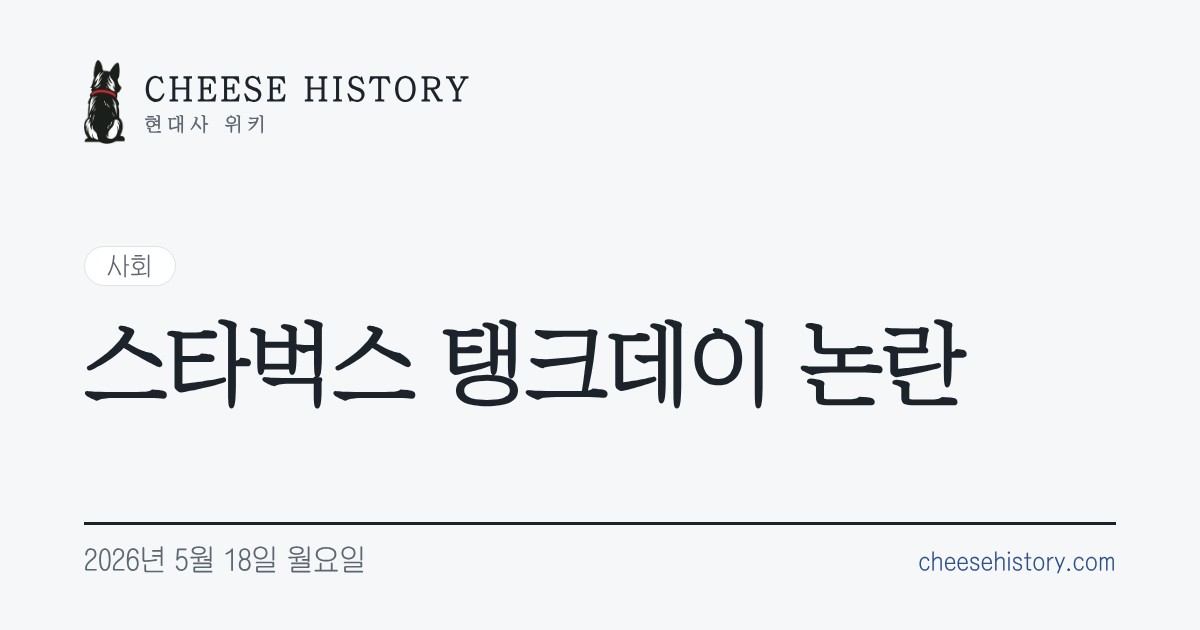 CHEESE HISTORY
현대사 위키
사회
스타벅스 탱크데이 논란
2026년 5월 18일 월요일
cheesehistory.com